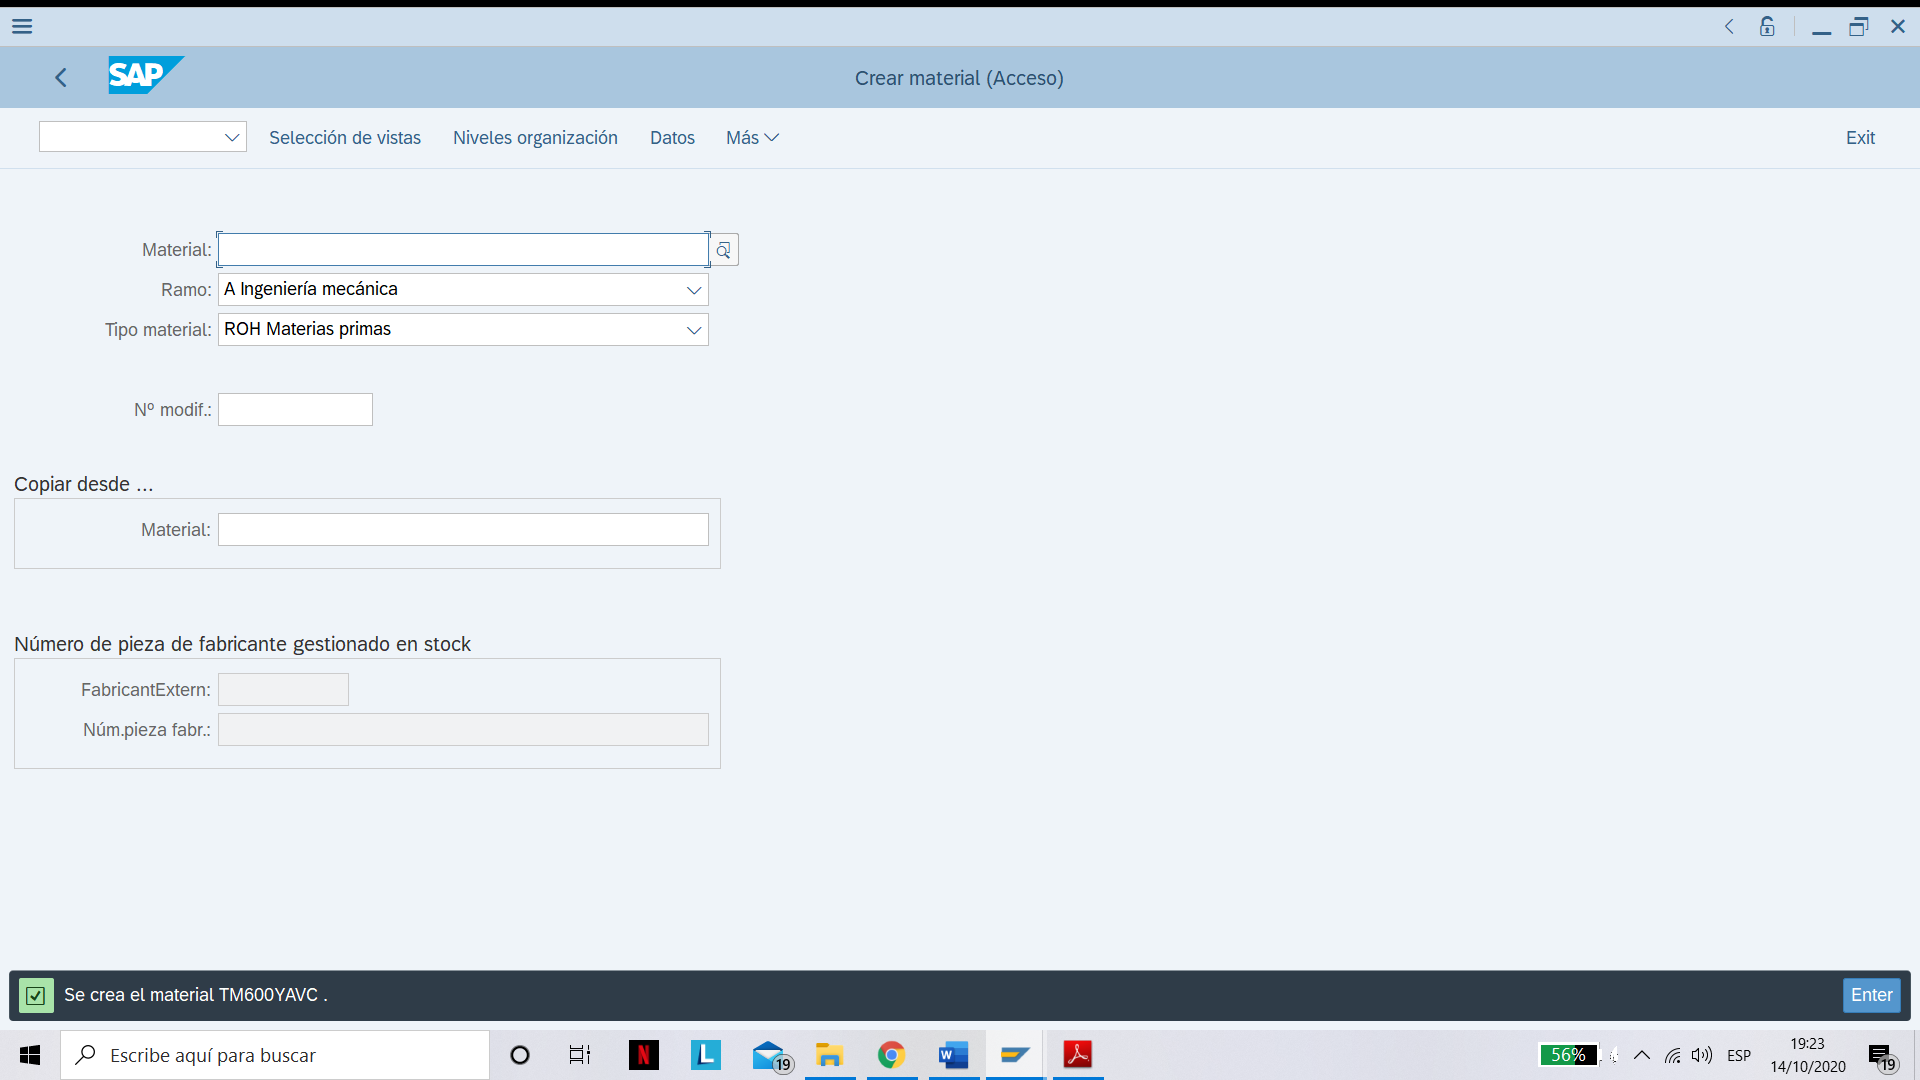 SAP
Crear material (Acceso)
Selección de vistas Niveles organización Datos Más Exit
Material:
Ramo: A Ingeniería mecánica
Tipo material: ROH Materias primas
Nº modif.:
Copiar desde ...
Material:
Número de pieza de fabricante gestionado en stock
FabricantExtern:
Núm.pieza fabr.:
Se crea el material TM600YAVC .
Enter
Escribe aquí para buscar
N
L
19
W
56%
ESP
19:23
14/10/2020
19